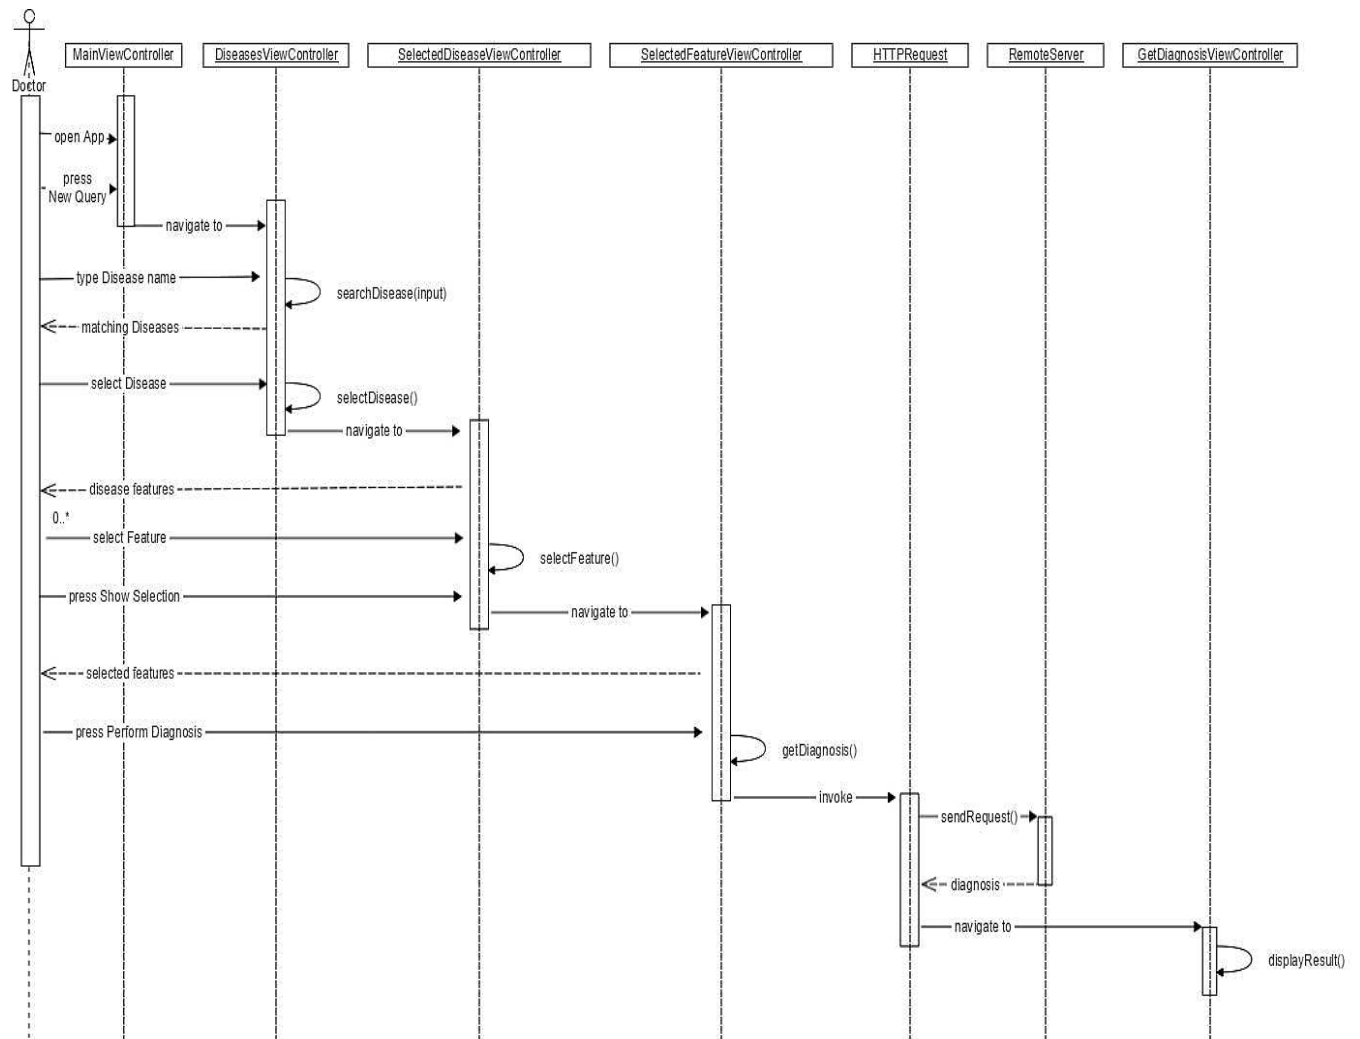 MainViewController
DiseasesViewController
SelectedDiseaseViewController
SelectedFeatureViewController
HTTPRequest
RemoteServer
GetDiagnosisViewController
Doctor
open App
press
New Query
navigate to
type Disease name
searchDisease(input)
matching Diseases
select Disease
selectDisease()
navigate to
disease features
0..*
select Feature
selectFeature()
press Show Selection
navigate to
selected features
press Perform Diagnosis
getDiagnosis()
invoke
sendRequest()
diagnosis
navigate to
displayResult()